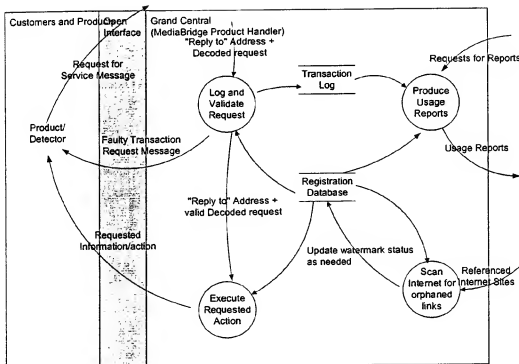 Customers and Product
Open
Interface
Grand Central
(MediaBridge Product Handler)
"Reply to" Address +
Decoded request
Request for
Service Message
Log and
Validate
Request
Transaction
Log
Requests for Reports
Produce
Usage
Reports
Product/
Detector
Faulty Transaction
Request Message
Usage Reports
Registration
Database
"Reply to" Address +
valid Decoded request
Requested
Information/action
Update watermark status
as needed
Execute
Requested
Action
Scan
Internet for
orphaned
links
Referenced
Internet Sites